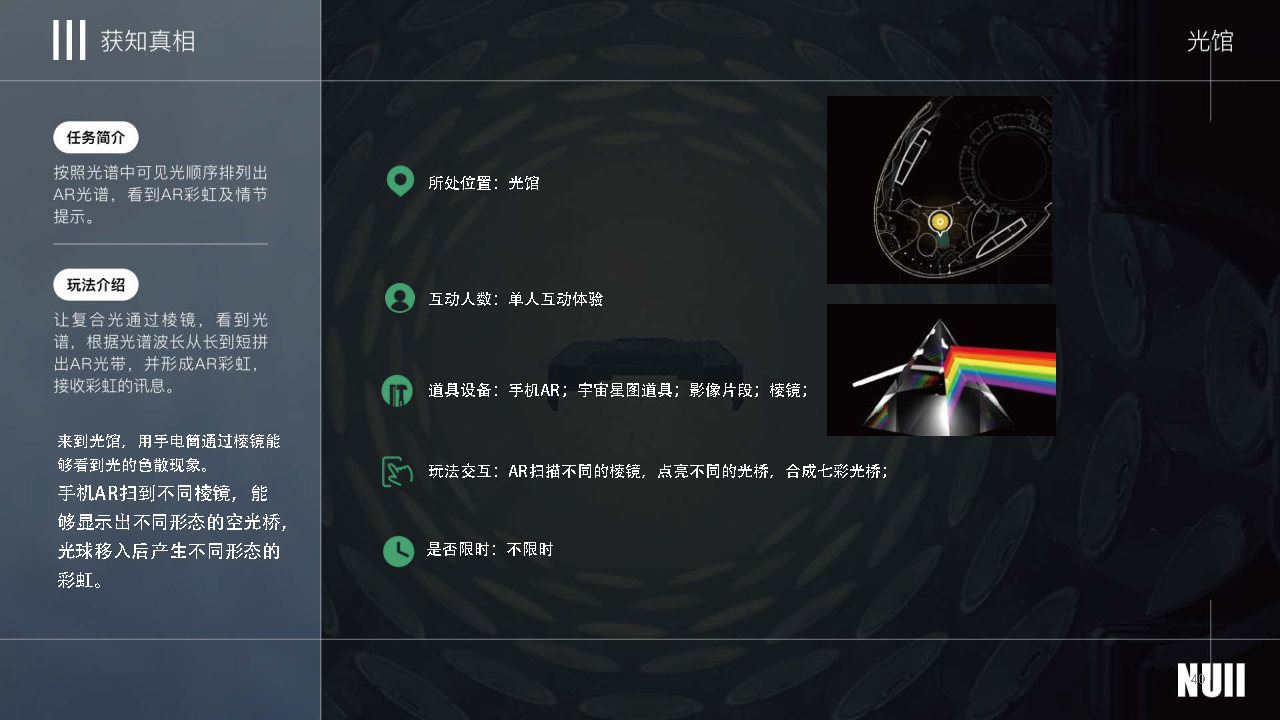 获知真相
光馆
任务简介
按照光谱中可见光顺序排列出
AR光谱，看到AR彩虹及情节
提示。
玩法介绍
让复合光通过棱镜，看到光
谱，根据光谱波长从长到短拼
出AR光带，并形成AR彩虹，
接收彩虹的讯息。
来到光馆，用手电筒通过棱镜能
够看到光的色散现象。
手机AR扫到不同棱镜，能
够显示出不同形态的空光桥，
光球移入后产生不同形态的
彩虹。
所处位置：光馆
互动人数：单人互动体验
道具设备：手机AR；宇宙星图道具；影像片段；棱镜；
玩法交互：AR扫描不同的棱镜，点亮不同的光桥，合成七彩光桥；
是否限时：不限时
NUII
40